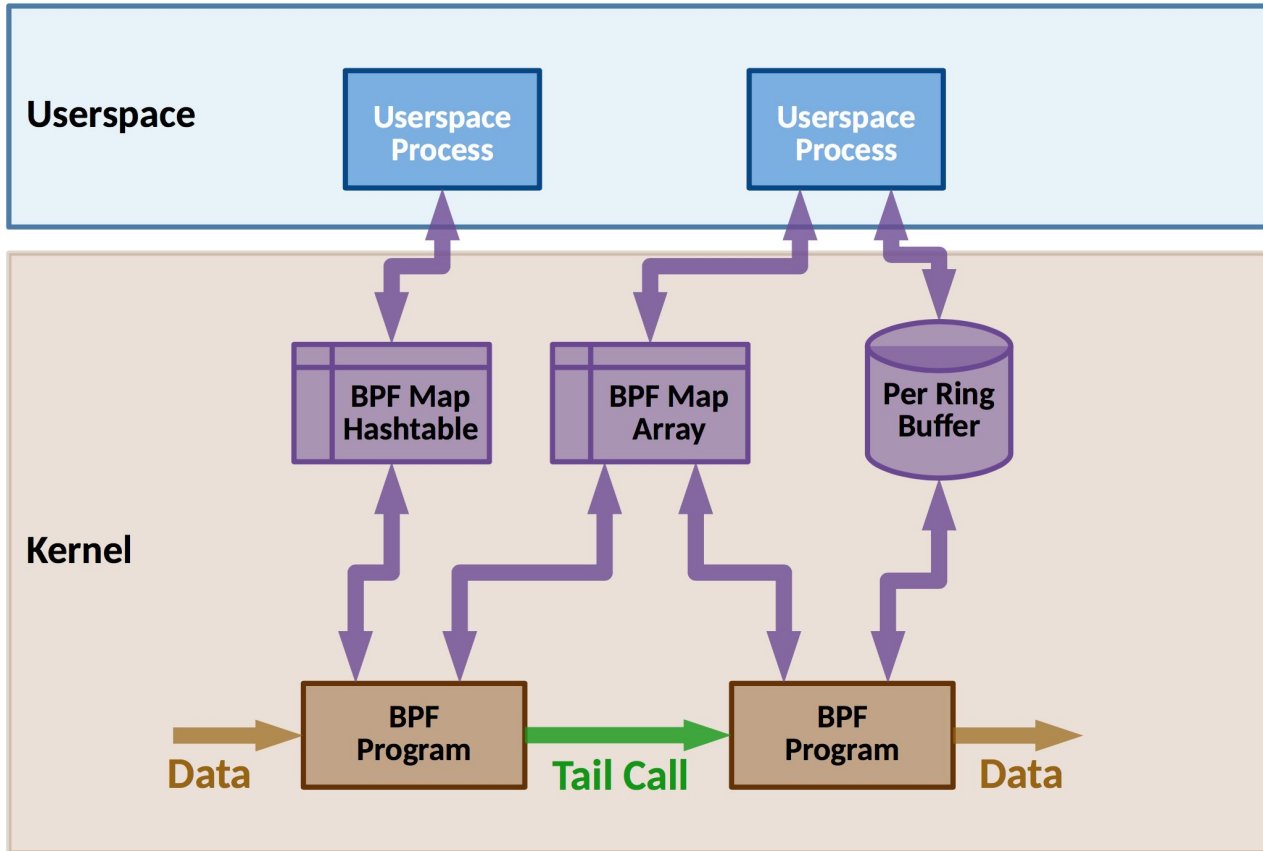 Userspace
Userspace
Process
Userspace
Process
BPF Map
Hashtable
BPF Map
Array
Per Ring
Buffer
Kernel
BPF
Program
BPF
Program
Data
Tail Call
Data